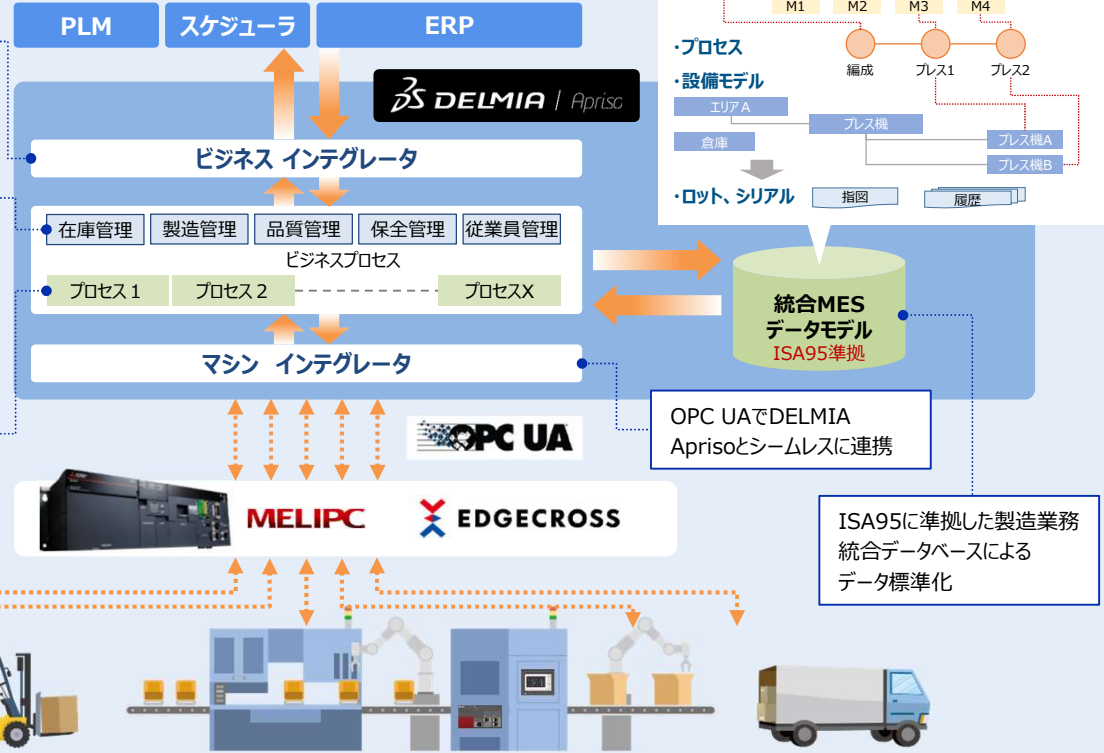 PLM
スケジューラ
ERP
M1
M2
M3
M4
・プロセス
編成
プレス1
プレス2
・設備モデル
エリア A
プレス機
倉庫
プレス機A
プレス機B
・ロット、シリアル
指図
履歴
DELMIA | Apriso
ビジネス インテグレータ
在庫管理
製造管理
品質管理
保全管理
従業員管理
ビジネスプロセス
プロセス 1
プロセス 2
プロセスX
統合MES
データモデル
ISA95準拠
マシン インテグレータ
OPC UA
OPC UAでDELMIA
Aprisoとシームレスに連携
MELIPC
EDGECROSS
ISA95に準拠した製造業務
統合データベースによる
データ標準化